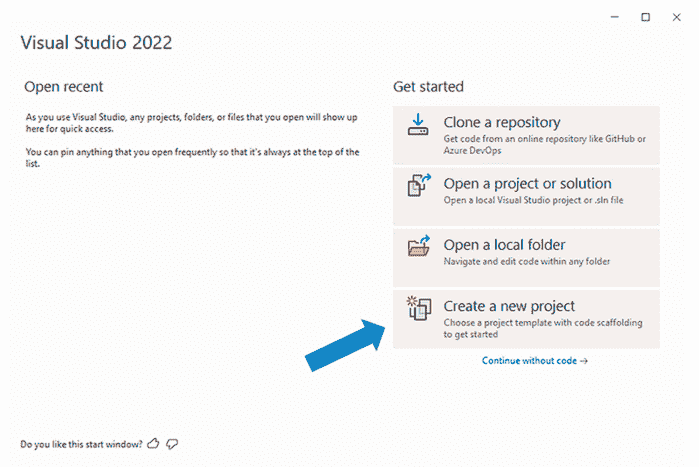 Visual Studio 2022
Open recent
As you use Visual Studio, any projects, folders, or files that you open will show up
here for quick access.
You can pin anything that you open frequently so that it's always at the top of the
list.
Get started
Clone a repository
Get code from an online repository like GitHub or
Azure DevOps
Open a project or solution
Open a local Visual Studio project or .sln file
Open a local folder
Navigate and edit code within any folder
Create a new project
Choose a project template with code scaffolding
to get started
Continue without code →
Do you like this start window?